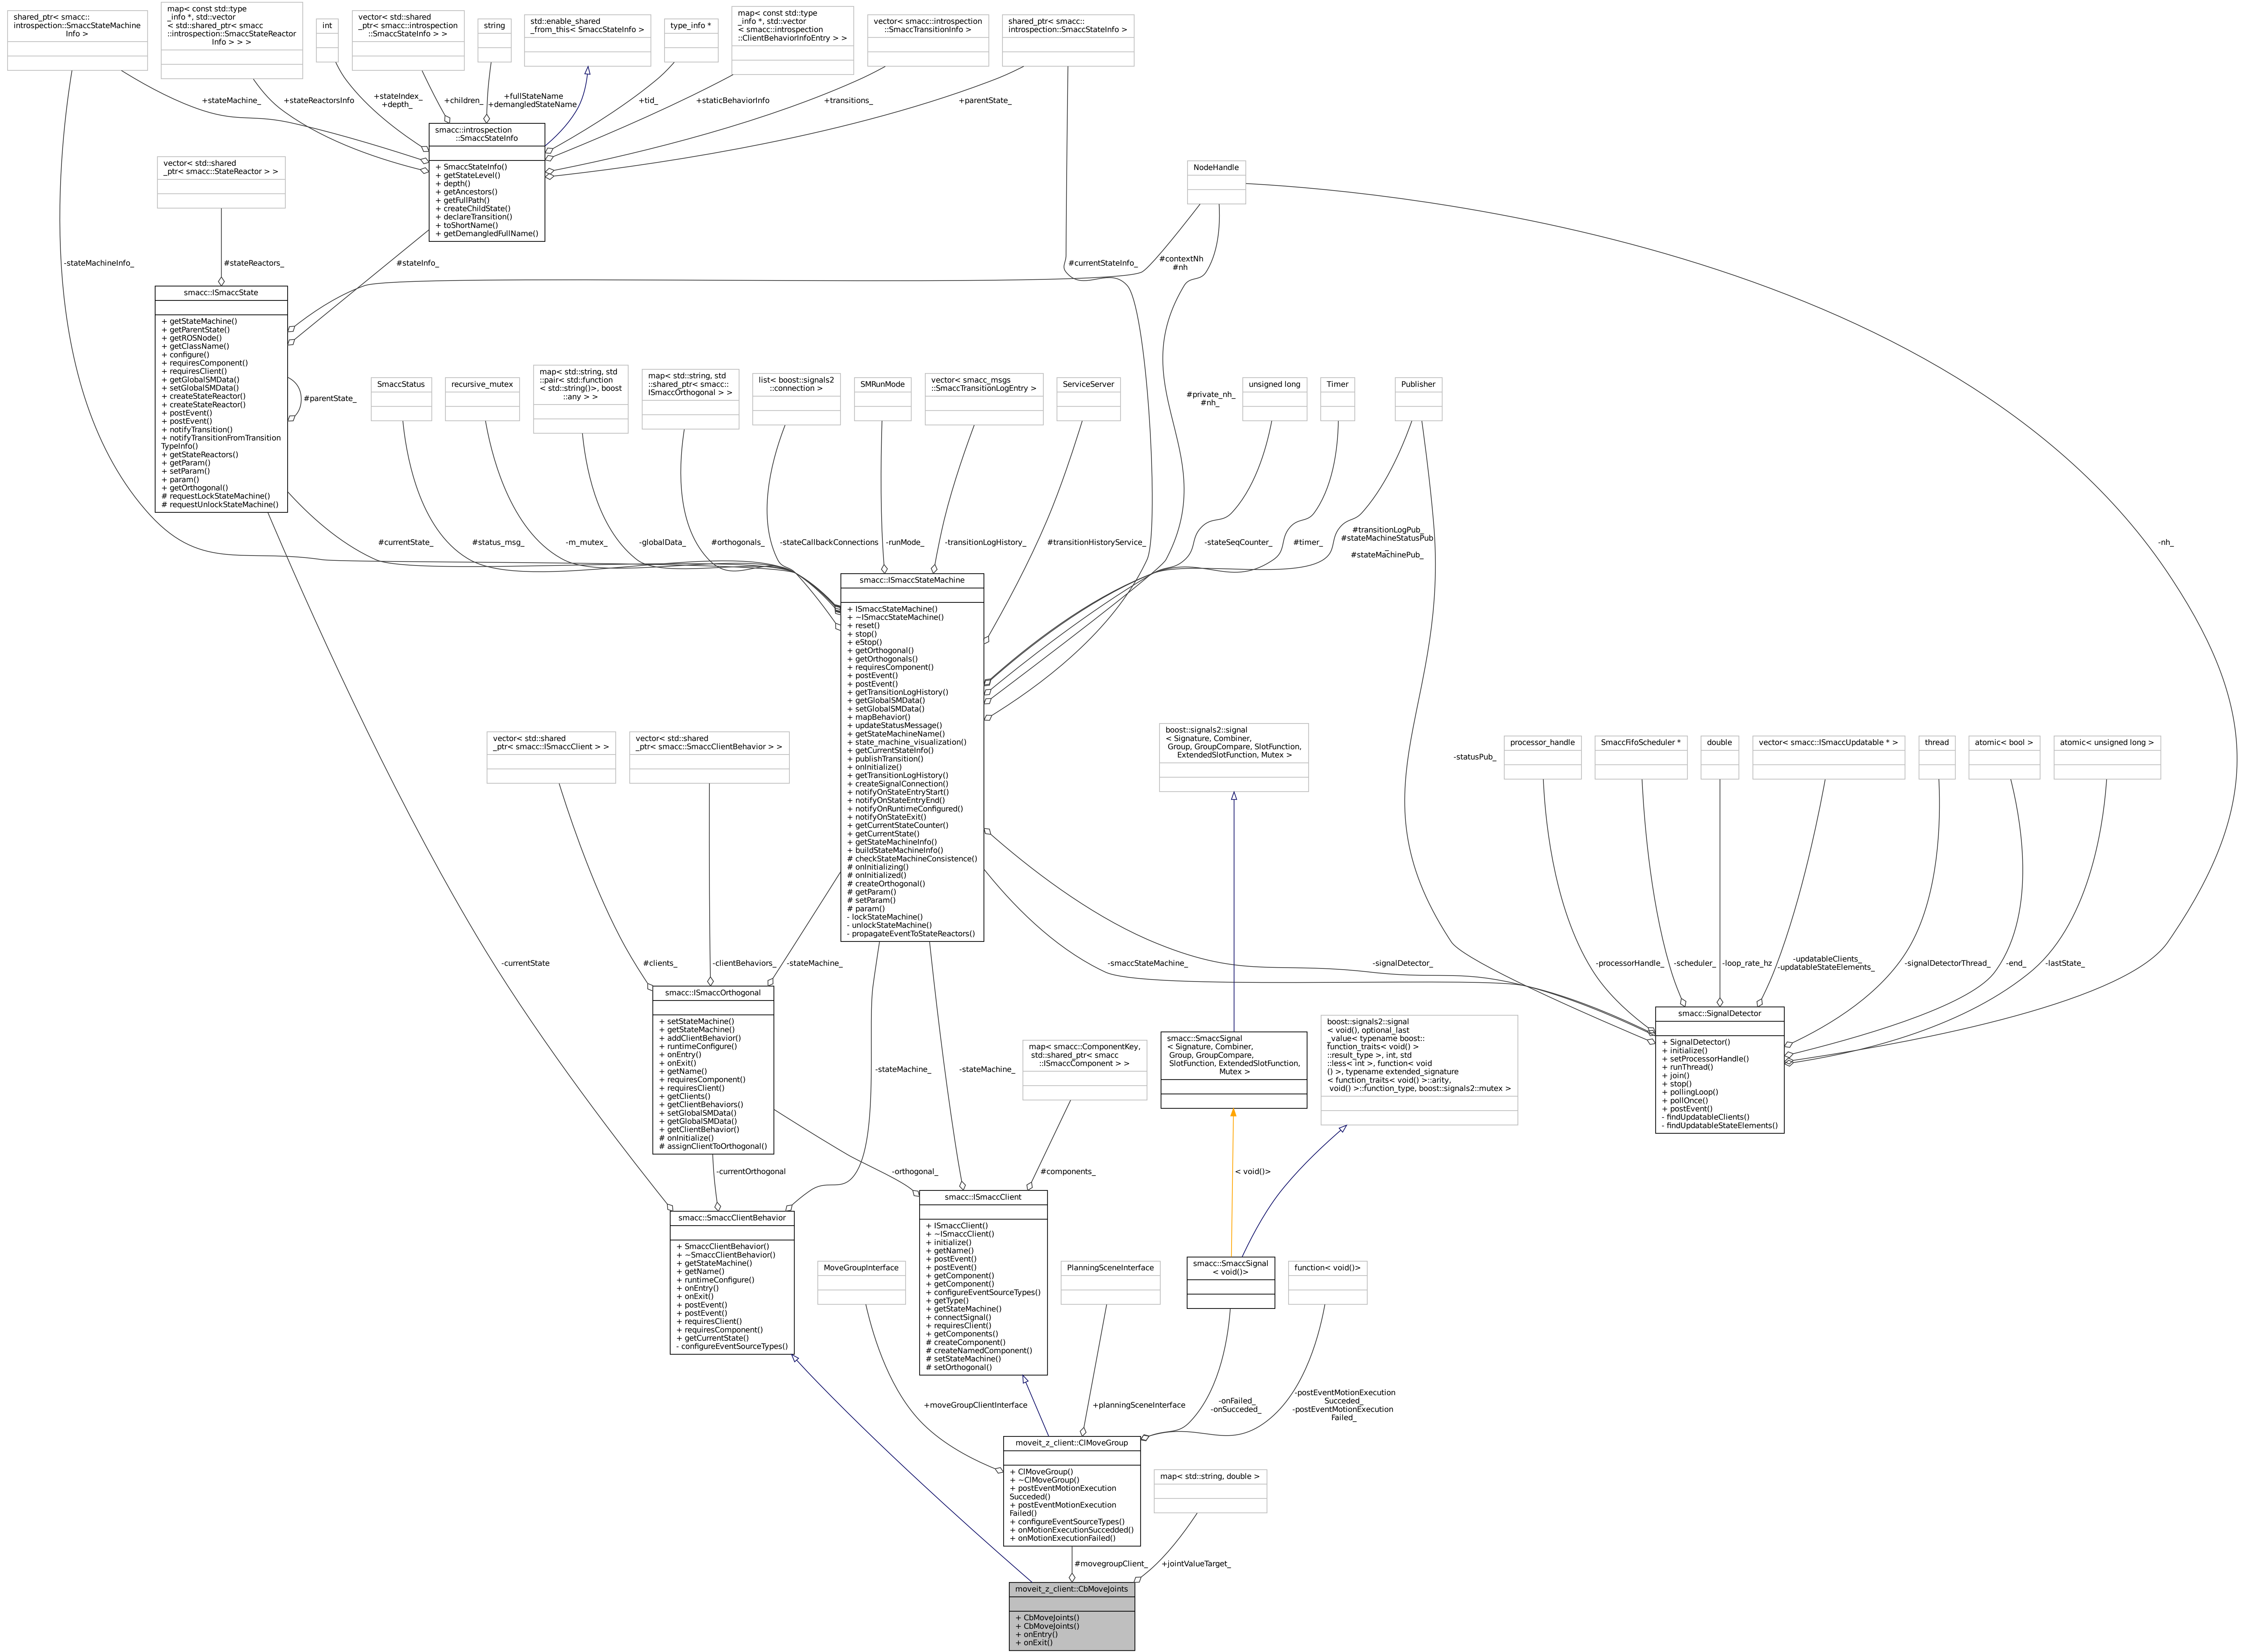 shared_ptr< smacc::
introspection::SmaccStateMachine
Info >
map< const std::type
_info *, std::vector
< std::shared_ptr< smacc
::introspection::SmaccStateReactor
Info > > >
int
vector< std::shared
_ptr< smacc::introspection
::SmaccStateInfo > >
string
std::enable_shared
_from_this< SmaccStateInfo >
type_info *
map< const std::type
_info *, std::vector
< smacc::introspection
::ClientBehaviorInfoEntry > >
vector< smacc::introspection
::SmaccTransitionInfo >
shared_ptr< smacc::
introspection::SmaccStateInfo >
+stateMachine_
+stateReactorsInfo
+stateIndex_
+depth_
+children_
+fullStateName
+demangledStateName
+tid_
+staticBehaviorInfo
+transitions_
+parentState_
smacc::introspection
::SmaccStateInfo
+ SmaccStateInfo()
+ getStateLevel()
+ depth()
+ getAncestors()
+ getFullPath()
+ createChildState()
+ declareTransition()
+ toShortName()
+ getDemangledFullName()
vector< std::shared
_ptr< smacc::StateReactor > >
NodeHandle
-stateMachineInfo_
#stateReactors_
#stateInfo_
#currentStateInfo_
#contextNh
#nh
smacc::ISmaccState
+ getStateMachine()
+ getParentState()
+ getROSNode()
+ getClassName()
+ configure()
+ requiresComponent()
+ requiresClient()
+ getGlobalSMData()
+ setGlobalSMData()
+ createStateReactor()
+ createStateReactor()
+ postEvent()
+ postEvent()
+ notifyTransition()
+ notifyTransitionFromTransition
TypeInfo()
+ getStateReactors()
+ getParam()
+ setParam()
+ param()
+ getOrthogonal()
# requestLockStateMachine()
# requestUnlockStateMachine()
#parentState_
SmaccStatus
recursive_mutex
map< std::string, std
::pair< std::function
< std::string()>, boost
::any > >
map< std::string, std
::shared_ptr< smacc::
ISmaccOrthogonal > >
list< boost::signals2
::connection >
SMRunMode
vector< smacc_msgs
::SmaccTransitionLogEntry >
ServiceServer
#private_nh_
#nh_
unsigned long
Timer
Publisher
#currentState_
#status_msg_
-m_mutex_
-globalData_
#orthogonals_
-stateCallbackConnections
-runMode_
-transitionLogHistory_
#transitionHistoryService_
-stateSeqCounter_
#timer_
#transitionLogPub_
#stateMachineStatusPub
_
#stateMachinePub_
-nh_
smacc::ISmaccStateMachine
+ ISmaccStateMachine()
+ ~ISmaccStateMachine()
+ reset()
+ stop()
+ eStop()
+ getOrthogonal()
+ getOrthogonals()
+ requiresComponent()
+ postEvent()
+ postEvent()
+ getTransitionLogHistory()
+ getGlobalSMData()
+ setGlobalSMData()
+ mapBehavior()
+ updateStatusMessage()
+ getStateMachineName()
+ state_machine_visualization()
+ getCurrentStateInfo()
+ publishTransition()
+ onInitialize()
+ getTransitionLogHistory()
+ createSignalConnection()
+ notifyOnStateEntryStart()
+ notifyOnStateEntryEnd()
+ notifyOnRuntimeConfigured()
+ notifyOnStateExit()
+ getCurrentStateCounter()
+ getCurrentState()
+ getStateMachineInfo()
+ buildStateMachineInfo()
# checkStateMachineConsistence()
# onInitializing()
# onInitialized()
# createOrthogonal()
# getParam()
# setParam()
# param()
- lockStateMachine()
- unlockStateMachine()
- propagateEventToStateReactors()
vector< std::shared
_ptr< smacc::ISmaccClient > >
vector< std::shared
_ptr< smacc::SmaccClientBehavior > >
boost::signals2::signal
< Signature, Combiner,
Group, GroupCompare, SlotFunction,
ExtendedSlotFunction, Mutex >
-statusPub_
processor_handle
SmaccFifoScheduler *
double
vector< smacc::ISmaccUpdatable * >
thread
atomic< bool >
atomic< unsigned long >
-currentState
#clients_
-clientBehaviors_
-stateMachine_
-smaccStateMachine_
-signalDetector_
-processorHandle_
-scheduler_
-loop_rate_hz
-updatableClients_
-updatableStateElements_
-signalDetectorThread_
-end_
-lastState_
smacc::ISmaccOrthogonal
+ setStateMachine()
+ getStateMachine()
+ addClientBehavior()
+ runtimeConfigure()
+ onEntry()
+ onExit()
+ getName()
+ requiresComponent()
+ requiresClient()
+ getClients()
+ getClientBehaviors()
+ setGlobalSMData()
+ getGlobalSMData()
+ getClientBehavior()
# onInitialize()
# assignClientToOrthogonal()
-stateMachine_
-stateMachine_
map< smacc::ComponentKey,
std::shared_ptr< smacc
::ISmaccComponent > >
smacc::SmaccSignal
< Signature, Combiner,
Group, GroupCompare,
SlotFunction, ExtendedSlotFunction,
Mutex >
boost::signals2::signal
< void(), optional_last
_value< typename boost::
function_traits< void() >
::result_type >, int, std
::less< int >, function< void
() >, typename extended_signature
< function_traits< void() >::arity,
void() >::function_type, boost::signals2::mutex >
smacc::SignalDetector
+ SignalDetector()
+ initialize()
+ setProcessorHandle()
+ runThread()
+ join()
+ stop()
+ pollingLoop()
+ pollOnce()
+ postEvent()
- findUpdatableClients()
- findUpdatableStateElements()
-currentOrthogonal
-orthogonal_
#components_
< void()>
smacc::SmaccClientBehavior
+ SmaccClientBehavior()
+ ~SmaccClientBehavior()
+ getStateMachine()
+ getName()
+ runtimeConfigure()
+ onEntry()
+ onExit()
+ postEvent()
+ postEvent()
+ requiresClient()
+ requiresComponent()
+ getCurrentState()
- configureEventSourceTypes()
MoveGroupInterface
smacc::ISmaccClient
+ ISmaccClient()
+ ~ISmaccClient()
+ initialize()
+ getName()
+ postEvent()
+ postEvent()
+ getComponent()
+ getComponent()
+ configureEventSourceTypes()
+ getType()
+ getStateMachine()
+ connectSignal()
+ requiresClient()
+ getComponents()
# createComponent()
# createNamedComponent()
# setStateMachine()
# setOrthogonal()
PlanningSceneInterface
smacc::SmaccSignal
< void()>
function< void()>
+moveGroupClientInterface
+planningSceneInterface
-onFailed_
-onSucceded_
-postEventMotionExecution
Succeded_
-postEventMotionExecution
Failed_
moveit_z_client::ClMoveGroup
+ ClMoveGroup()
+ ~ClMoveGroup()
+ postEventMotionExecution
Succeded()
+ postEventMotionExecution
Failed()
+ configureEventSourceTypes()
+ onMotionExecutionSuccedded()
+ onMotionExecutionFailed()
map< std::string, double >
#movegroupClient_
+jointValueTarget_
moveit_z_client::CbMoveJoints
+ CbMoveJoints()
+ CbMoveJoints()
+ onEntry()
+ onExit()